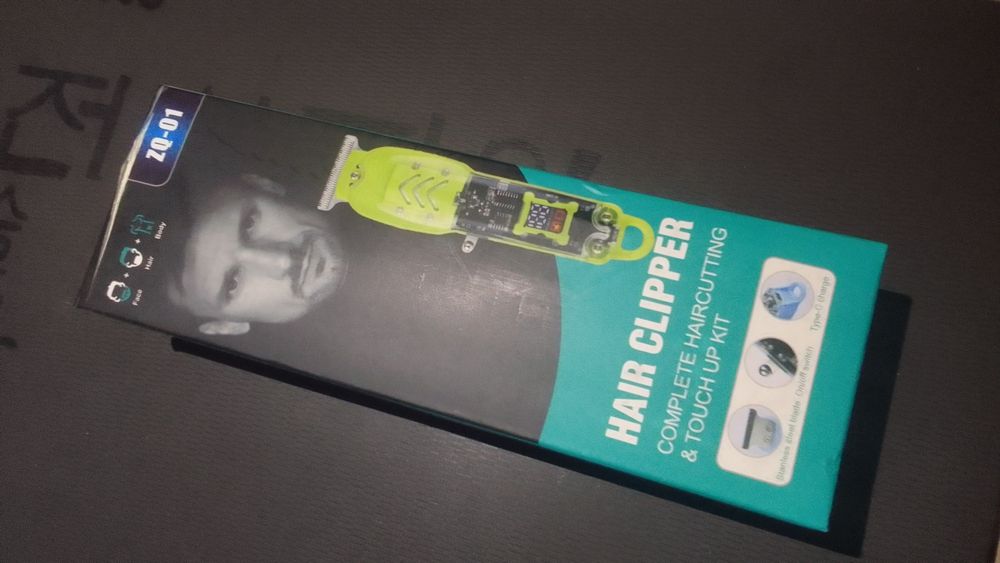 ZQ-01
Face + Hair + Body
HAIR CLIPPER
COMPLETE HAIRCUTTING
& TOUCH UP KIT
Stainless steel blade
On/off switch
Type-C charge